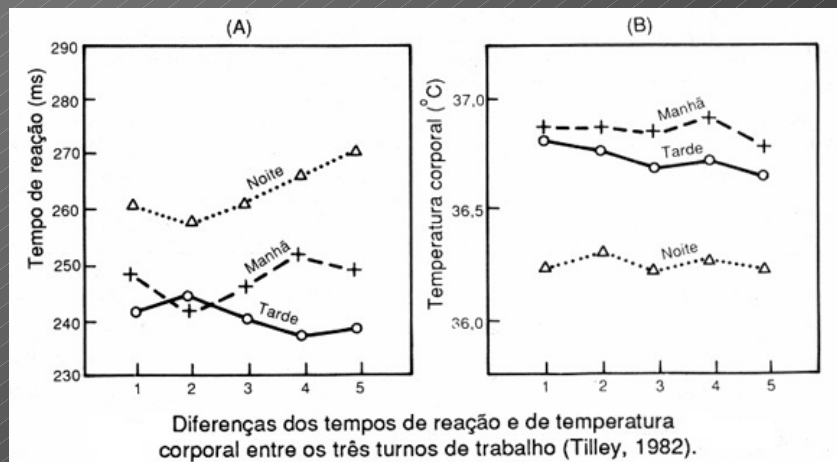 (A)
Tempo de reação (ms)
290
280
270
260
250
240
230
Noite
Manhã
Tarde
1 2 3 4 5
(B)
Temperatura corporal (°C)
37,0
36,5
36,0
Manhã
Tarde
Noite
1 2 3 4 5
Diferenças dos tempos de reação e de temperatura
corporal entre os três turnos de trabalho (Tilley, 1982).